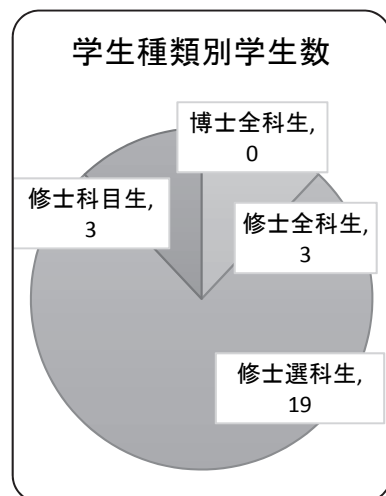 学生種類別学生数
博士全科生,
0
修士全科生,
3
修士選科生,
19
修士科目生,
3